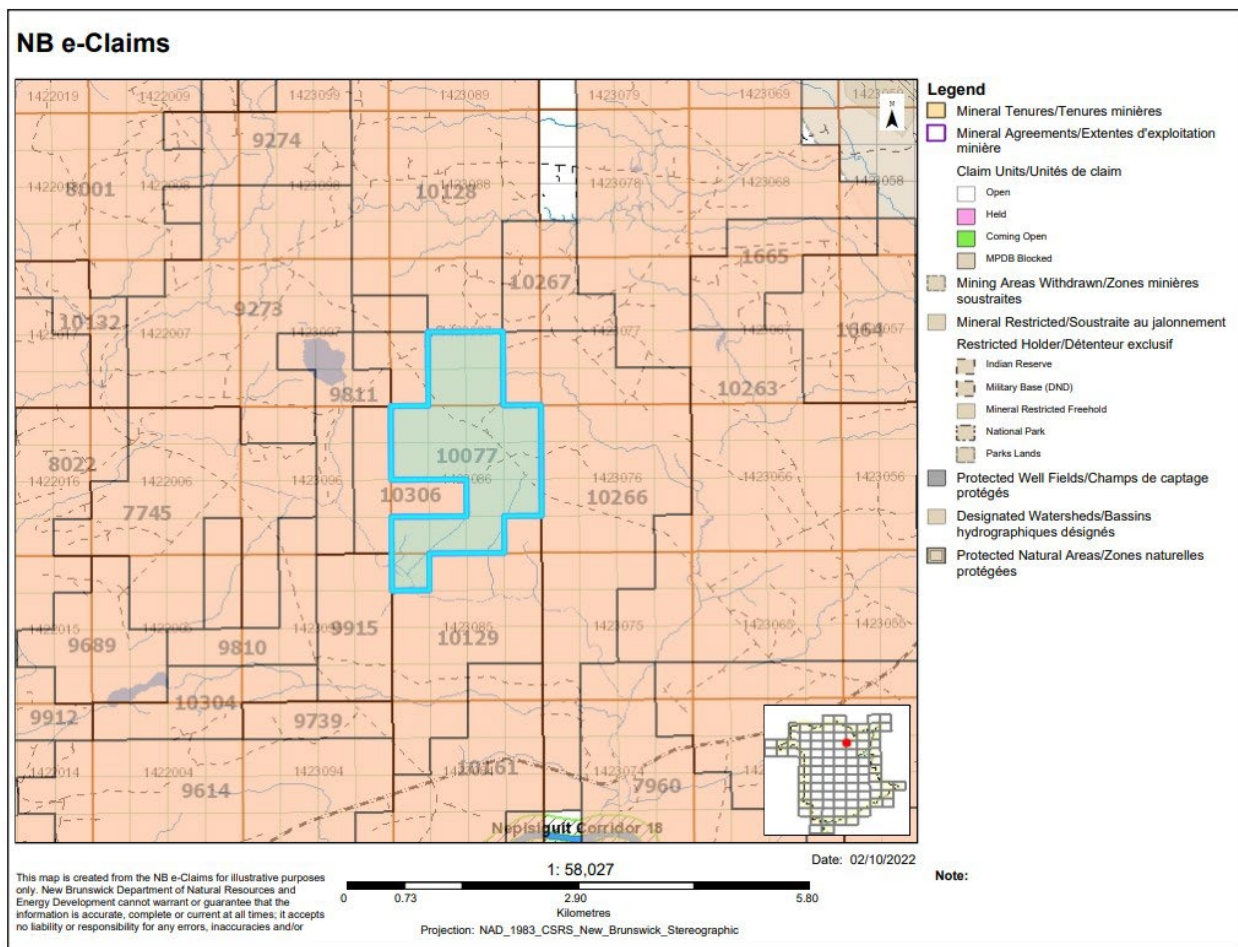 NB e-Claims
1422019
1422009
1423099
1423089
1423079
1423069
N
9274
8001
1423098
10128
1423088
1423078
1423068
1423058
1665
10267
9273
10132
1422017
1422007
1423097
1423077
1664
9811
10263
10077
8022
1422016
1422006
1423096
10306
1423076
10266
1423066
1423056
7745
1422015
9689
9810
9915
1423085
10129
1423075
1423065
1423055
10304
9912
9739
1422014
1422004
1423094
10161
1423074
9614
7960
Nepisiguit Corridor 18
Legend
Mineral Tenures/Tenures minières
Mineral Agreements/Extentes d'exploitation
minière
Claim Units/Unités de claim
Open
Held
Coming Open
MPDB Blocked
Mining Areas Withdrawn/Zones minières
soustraites
Mineral Restricted/Soustraite au jalonnement
Restricted Holder/Détenteur exclusif
Indian Reserve
Military Base (DND)
Mineral Restricted Freehold
National Park
Parks Lands
Protected Well Fields/Champs de captage
protégés
Designated Watersheds/Bassins
hydrographiques désignés
Protected Natural Areas/Zones naturelles
protégées
This map is created from the NB e-Claims for illustrative purposes
only. New Brunswick Department of Natural Resources and
Energy Development cannot warrant or guarantee that the
information is accurate, complete or current at all times; it accepts
no liability or responsibility for any errors, inaccuracies and/or
1: 58,027
0 0.73 2.90 5.80
Kilometres
Projection: NAD_1983_CSRS_New_Brunswick_Stereographic
Date: 02/10/2022
Note: